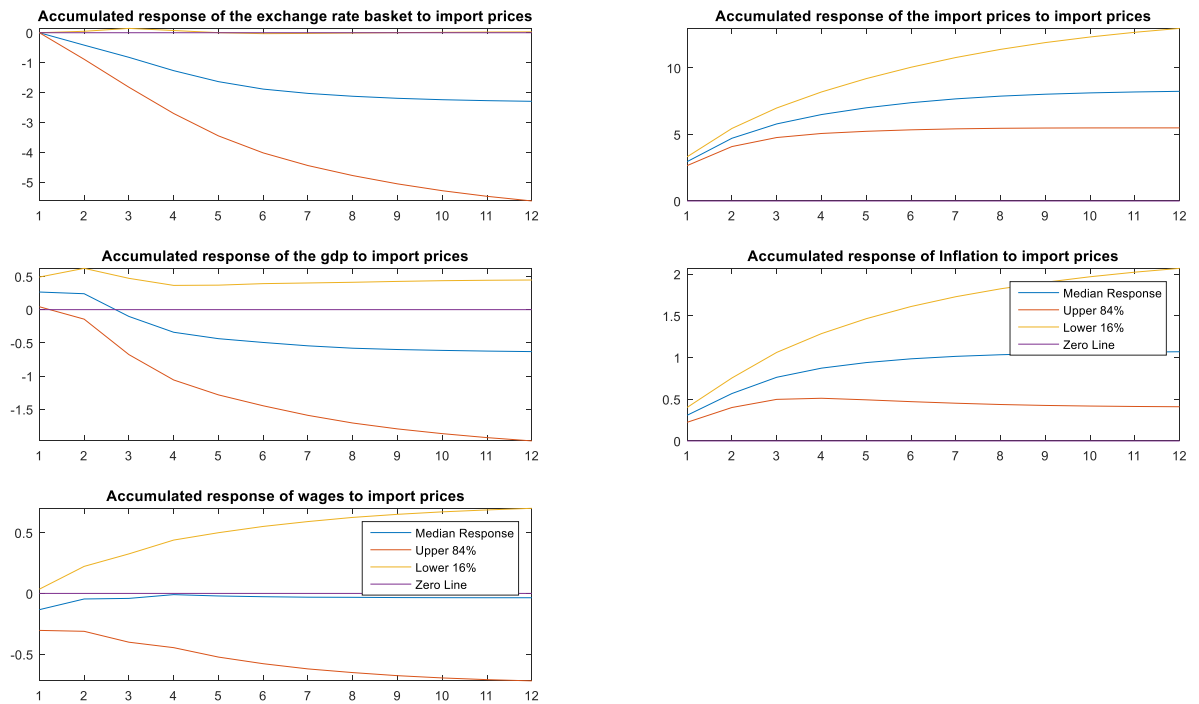 Accumulated response of the exchange rate basket to import prices
0
-1
-2
-3
-4
-5
1 2 3 4 5 6 7 8 9 10 11 12
Accumulated response of the import prices to import prices
10
5
0
1 2 3 4 5 6 7 8 9 10 11 12
Accumulated response of the gdp to import prices
0.5
0
-0.5
-1
-1.5
1 2 3 4 5 6 7 8 9 10 11 12
Accumulated response of Inflation to import prices
2
1.5
1
0.5
0
Median Response
Upper 84%
Lower 16%
Zero Line
1 2 3 4 5 6 7 8 9 10 11 12
Accumulated response of wages to import prices
0.5
0
-0.5
Median Response
Upper 84%
Lower 16%
Zero Line
1 2 3 4 5 6 7 8 9 10 11 12